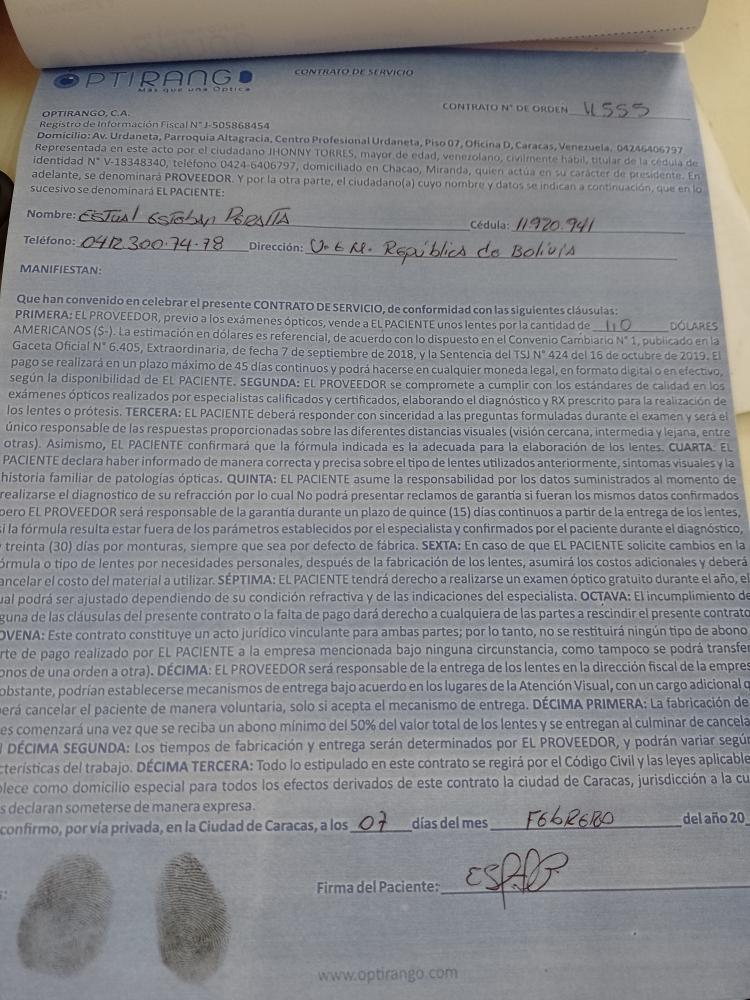 OPTIRANGO
Más que una Óptica
CONTRATO DE SERVICIO
CONTRATO N° DE ORDEN 4555
OPTIRANGO, C.A.
Registro de Información Fiscal N° J-505868454
Domicilio: Av. Urdaneta, Parroquia Altagracia, Centro Profesional Urdaneta, Piso 07, Oficina D, Caracas, Venezuela, 04246406797
Representada en este acto por el ciudadano JHONNY TORRES, mayor de edad, venezolano, civilmente hábil, titular de la cédula de
identidad N° V-18348340, teléfono 0424-6406797, domiciliado en Chacao, Miranda, quien actúa en su carácter de presidente. En
adelante, se denominará PROVEEDOR. Y por la otra parte, el ciudadano(a) cuyo nombre y datos se indican a continuación, que en lo
sucesivo se denominará EL PACIENTE:
Nombre: Esteban Cédula: 11920.941
Teléfono: 0412.300.74-78 Dirección: U.E.N. República de Bolivia
MANIFIESTAN:
Que han convenido en celebrar el presente CONTRATO DE SERVICIO, de conformidad con las siguientes cláusulas:
PRIMERA: EL PROVEEDOR, previo a los exámenes ópticos, vende a EL PACIENTE unos lentes por la cantidad de 110 DÓLARES
AMERICANOS ($-). La estimación en dólares es referencial, de acuerdo con lo dispuesto en el Convenio Cambiario N° 1, publicado en la
Gaceta Oficial N° 6.405, Extraordinaria, de fecha 7 de septiembre de 2018, y la Sentencia del TSJ N° 424 del 16 de octubre de 2019. El
pago se realizará en un plazo máximo de 45 días continuos y podrá hacerse en cualquier moneda legal, en formato digital o en efectivo,
según la disponibilidad de EL PACIENTE. SEGUNDA: EL PROVEEDOR se compromete a cumplir con los estándares de calidad en los
exámenes ópticos realizados por especialistas calificados y certificados, elaborando el diagnóstico y RX prescrito para la realización de
los lentes o prótesis. TERCERA: EL PACIENTE deberá responder con sinceridad a las preguntas formuladas durante el examen y será el
único responsable de las respuestas proporcionadas sobre las diferentes distancias visuales (visión cercana, intermedia y lejana, entre
otras). Asimismo, EL PACIENTE confirmará que la fórmula indicada es la adecuada para la elaboración de los lentes. CUARTA: EL
PACIENTE declara haber informado de manera correcta y precisa sobre el tipo de lentes utilizados anteriormente, síntomas visuales y la
historia familiar de patologías ópticas. QUINTA: EL PACIENTE asume la responsabilidad por los datos suministrados al momento de
realizarse el diagnostico de su refracción por lo cual No podrá presentar reclamos de garantía si fueran los mismos datos confirmados
pero EL PROVEEDOR será responsable de la garantía durante un plazo de quince (15) días continuos a partir de la entrega de los lentes,
si la fórmula resulta estar fuera de los parámetros establecidos por el especialista y confirmados por el paciente durante el diagnóstico,
y treinta (30) días por monturas, siempre que sea por defecto de fábrica. SEXTA: En caso de que EL PACIENTE solicite cambios en la
órmula o tipo de lentes por necesidades personales, después de la fabricación de los lentes, asumirá los costos adicionales y deberá
ancelar el costo del material a utilizar. SÉPTIMA: EL PACIENTE tendrá derecho a realizarse un examen óptico gratuito durante el año, el
ual podrá ser ajustado dependiendo de su condición refractiva y de las indicaciones del especialista. OCTAVA: El incumplimiento de
guna de las cláusulas del presente contrato o la falta de pago dará derecho a cualquiera de las partes a rescindir el presente contrato
OVENA: Este contrato constituye un acto jurídico vinculante para ambas partes; por lo tanto, no se restituirá ningún tipo de abono
rte de pago realizado por EL PACIENTE a la empresa mencionada bajo ninguna circunstancia, como tampoco se podrá transfer
onos de una orden a otra). DÉCIMA: EL PROVEEDOR será responsable de la entrega de los lentes en la dirección fiscal de la empres
obstante, podrían establecerse mecanismos de entrega bajo acuerdo en los lugares de la Atención Visual, con un cargo adicional q
erá cancelar el paciente de manera voluntaria, solo si acepta el mecanismo de entrega. DÉCIMA PRIMERA: La fabricación de
es comenzará una vez que se reciba un abono mínimo del 50% del valor total de los lentes y se entregan al culminar de cancela
DÉCIMA SEGUNDA: Los tiempos de fabricación y entrega serán determinados por EL PROVEEDOR, y podrán variar según
cterísticas del trabajo. DÉCIMA TERCERA: Todo lo estipulado en este contrato se regirá por el Código Civil y las leyes aplicable
blece como domicilio especial para todos los efectos derivados de este contrato la ciudad de Caracas, jurisdicción a la cu
s declaran someterse de manera expresa.
confirmo, por vía privada, en la Ciudad de Caracas, a los 07 días del mes FEBRERO del año 20
Firma del Paciente:
www.optirango.com